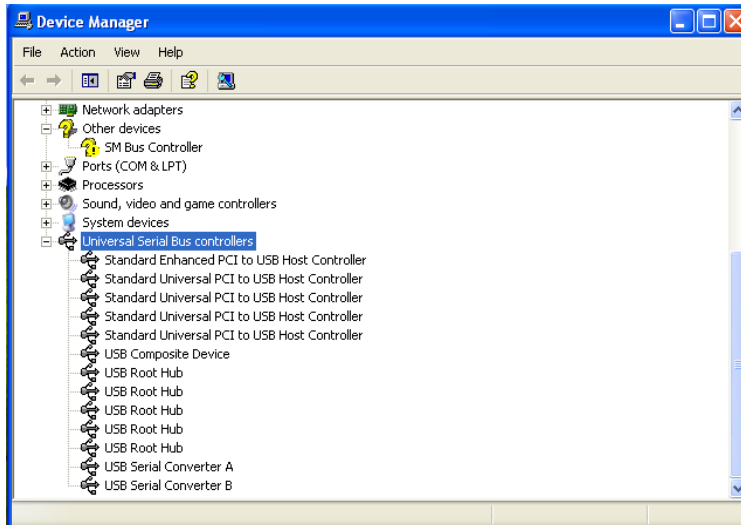 Device Manager
File Action View Help
Network adapters
Other devices
SM Bus Controller
Ports (COM & LPT)
Processors
Sound, video and game controllers
System devices
Universal Serial Bus controllers
Standard Enhanced PCI to USB Host Controller
Standard Universal PCI to USB Host Controller
Standard Universal PCI to USB Host Controller
Standard Universal PCI to USB Host Controller
Standard Universal PCI to USB Host Controller
USB Composite Device
USB Root Hub
USB Root Hub
USB Root Hub
USB Root Hub
USB Root Hub
USB Serial Converter A
USB Serial Converter B